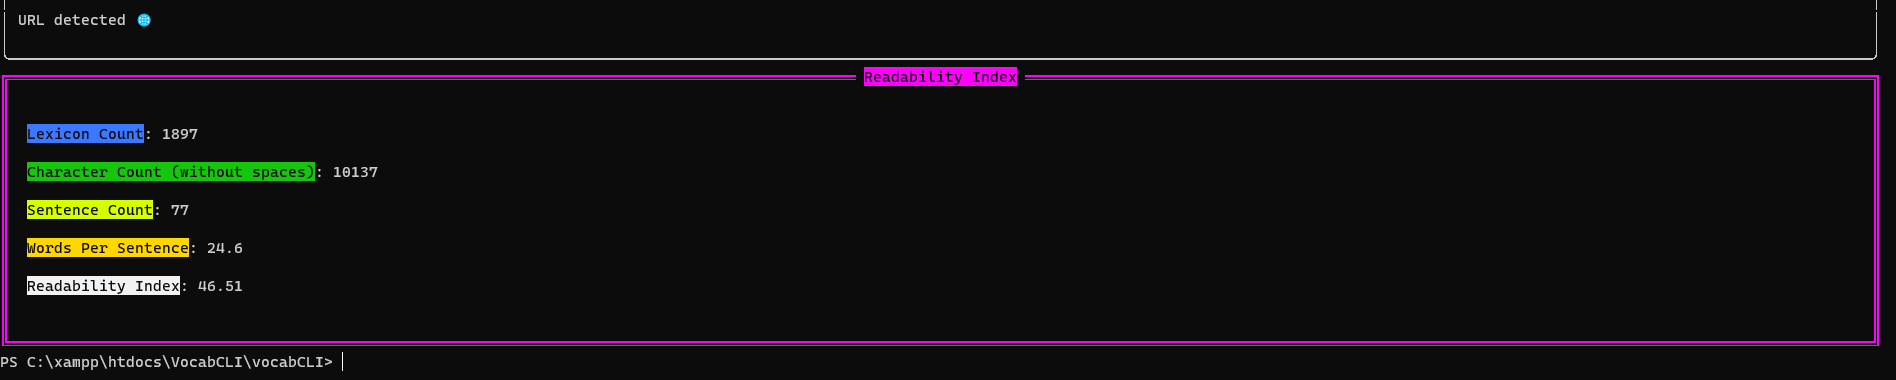 URL detected 🌐
Readability Index
Lexicon Count: 1897
Character Count (without spaces): 10137
Sentence Count: 77
Words Per Sentence: 24.6
Readability Index: 46.51
PS C:\xampp\htdocs\VocabCLI\vocabCLI>